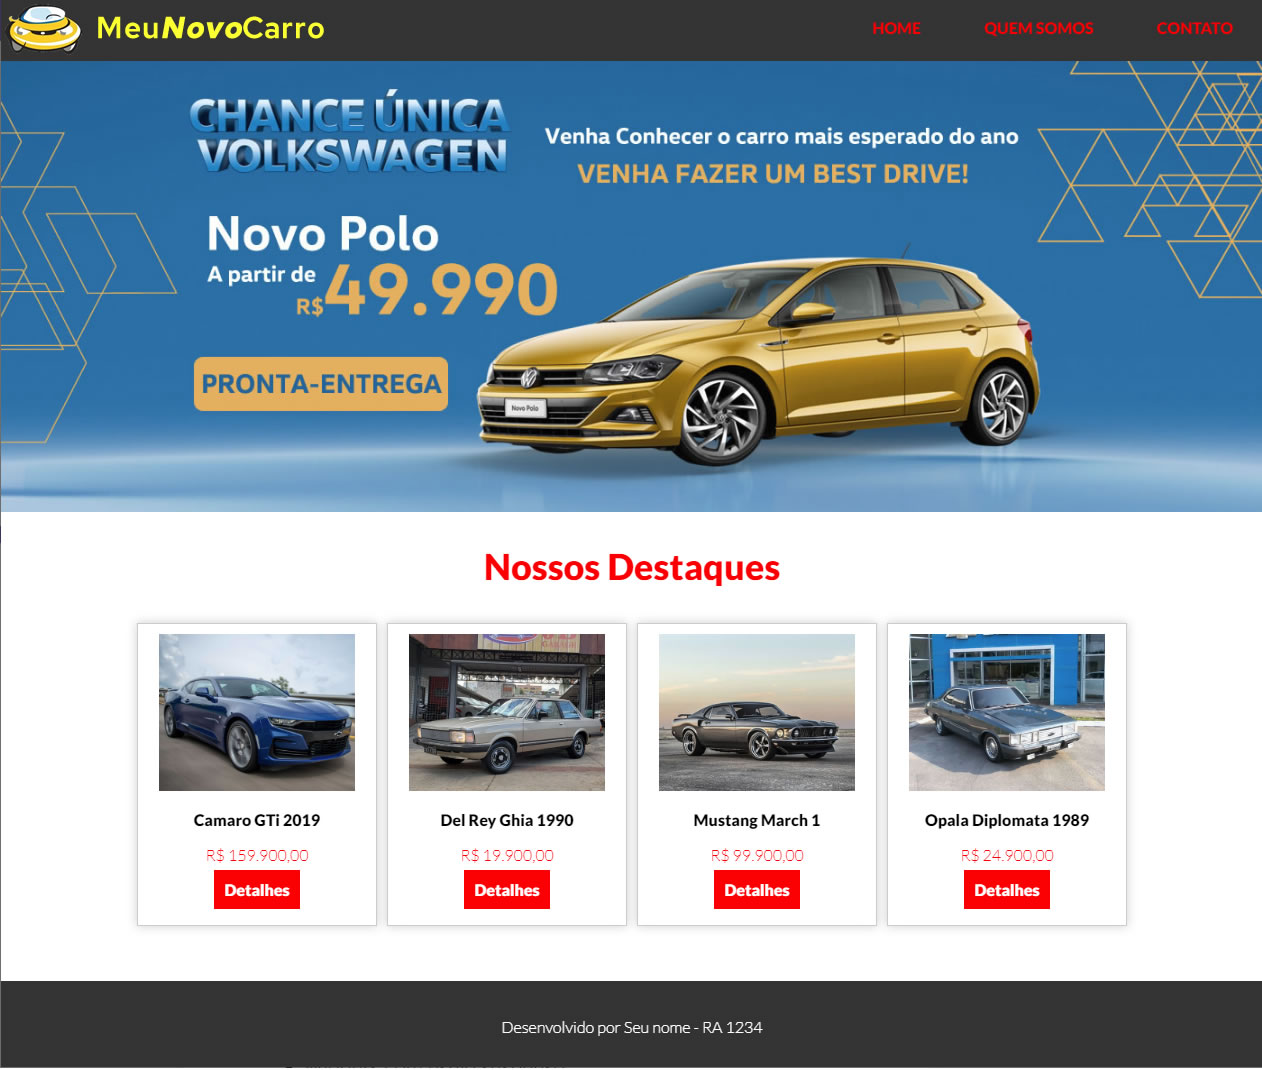 MeuNovoCarro
HOME QUEM SOMOS CONTATO
CHANCE ÚNICA
VOLKSWAGEN
Venha Conhecer o carro mais esperado do ano
VENHA FAZER UM BEST DRIVE!
Novo Polo
A partir de
R$49.990
PRONTA-ENTREGA
Novo Polo
Nossos Destaques
Camaro GTi 2019
R$ 159.900,00
Detalhes
Del Rey Ghia 1990
R$ 19.900,00
Detalhes
Mustang March 1
R$ 99.900,00
Detalhes
Opala Diplomata 1989
R$ 24.900,00
Detalhes
Desenvolvido por Seu nome - RA 1234